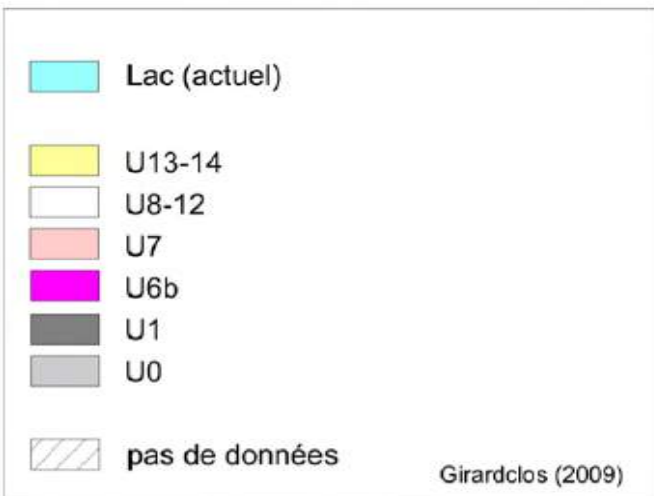 Lac (actuel)
U13-14
U8-12
U7
U6b
U1
U0
pas de données
Girardclos (2009)